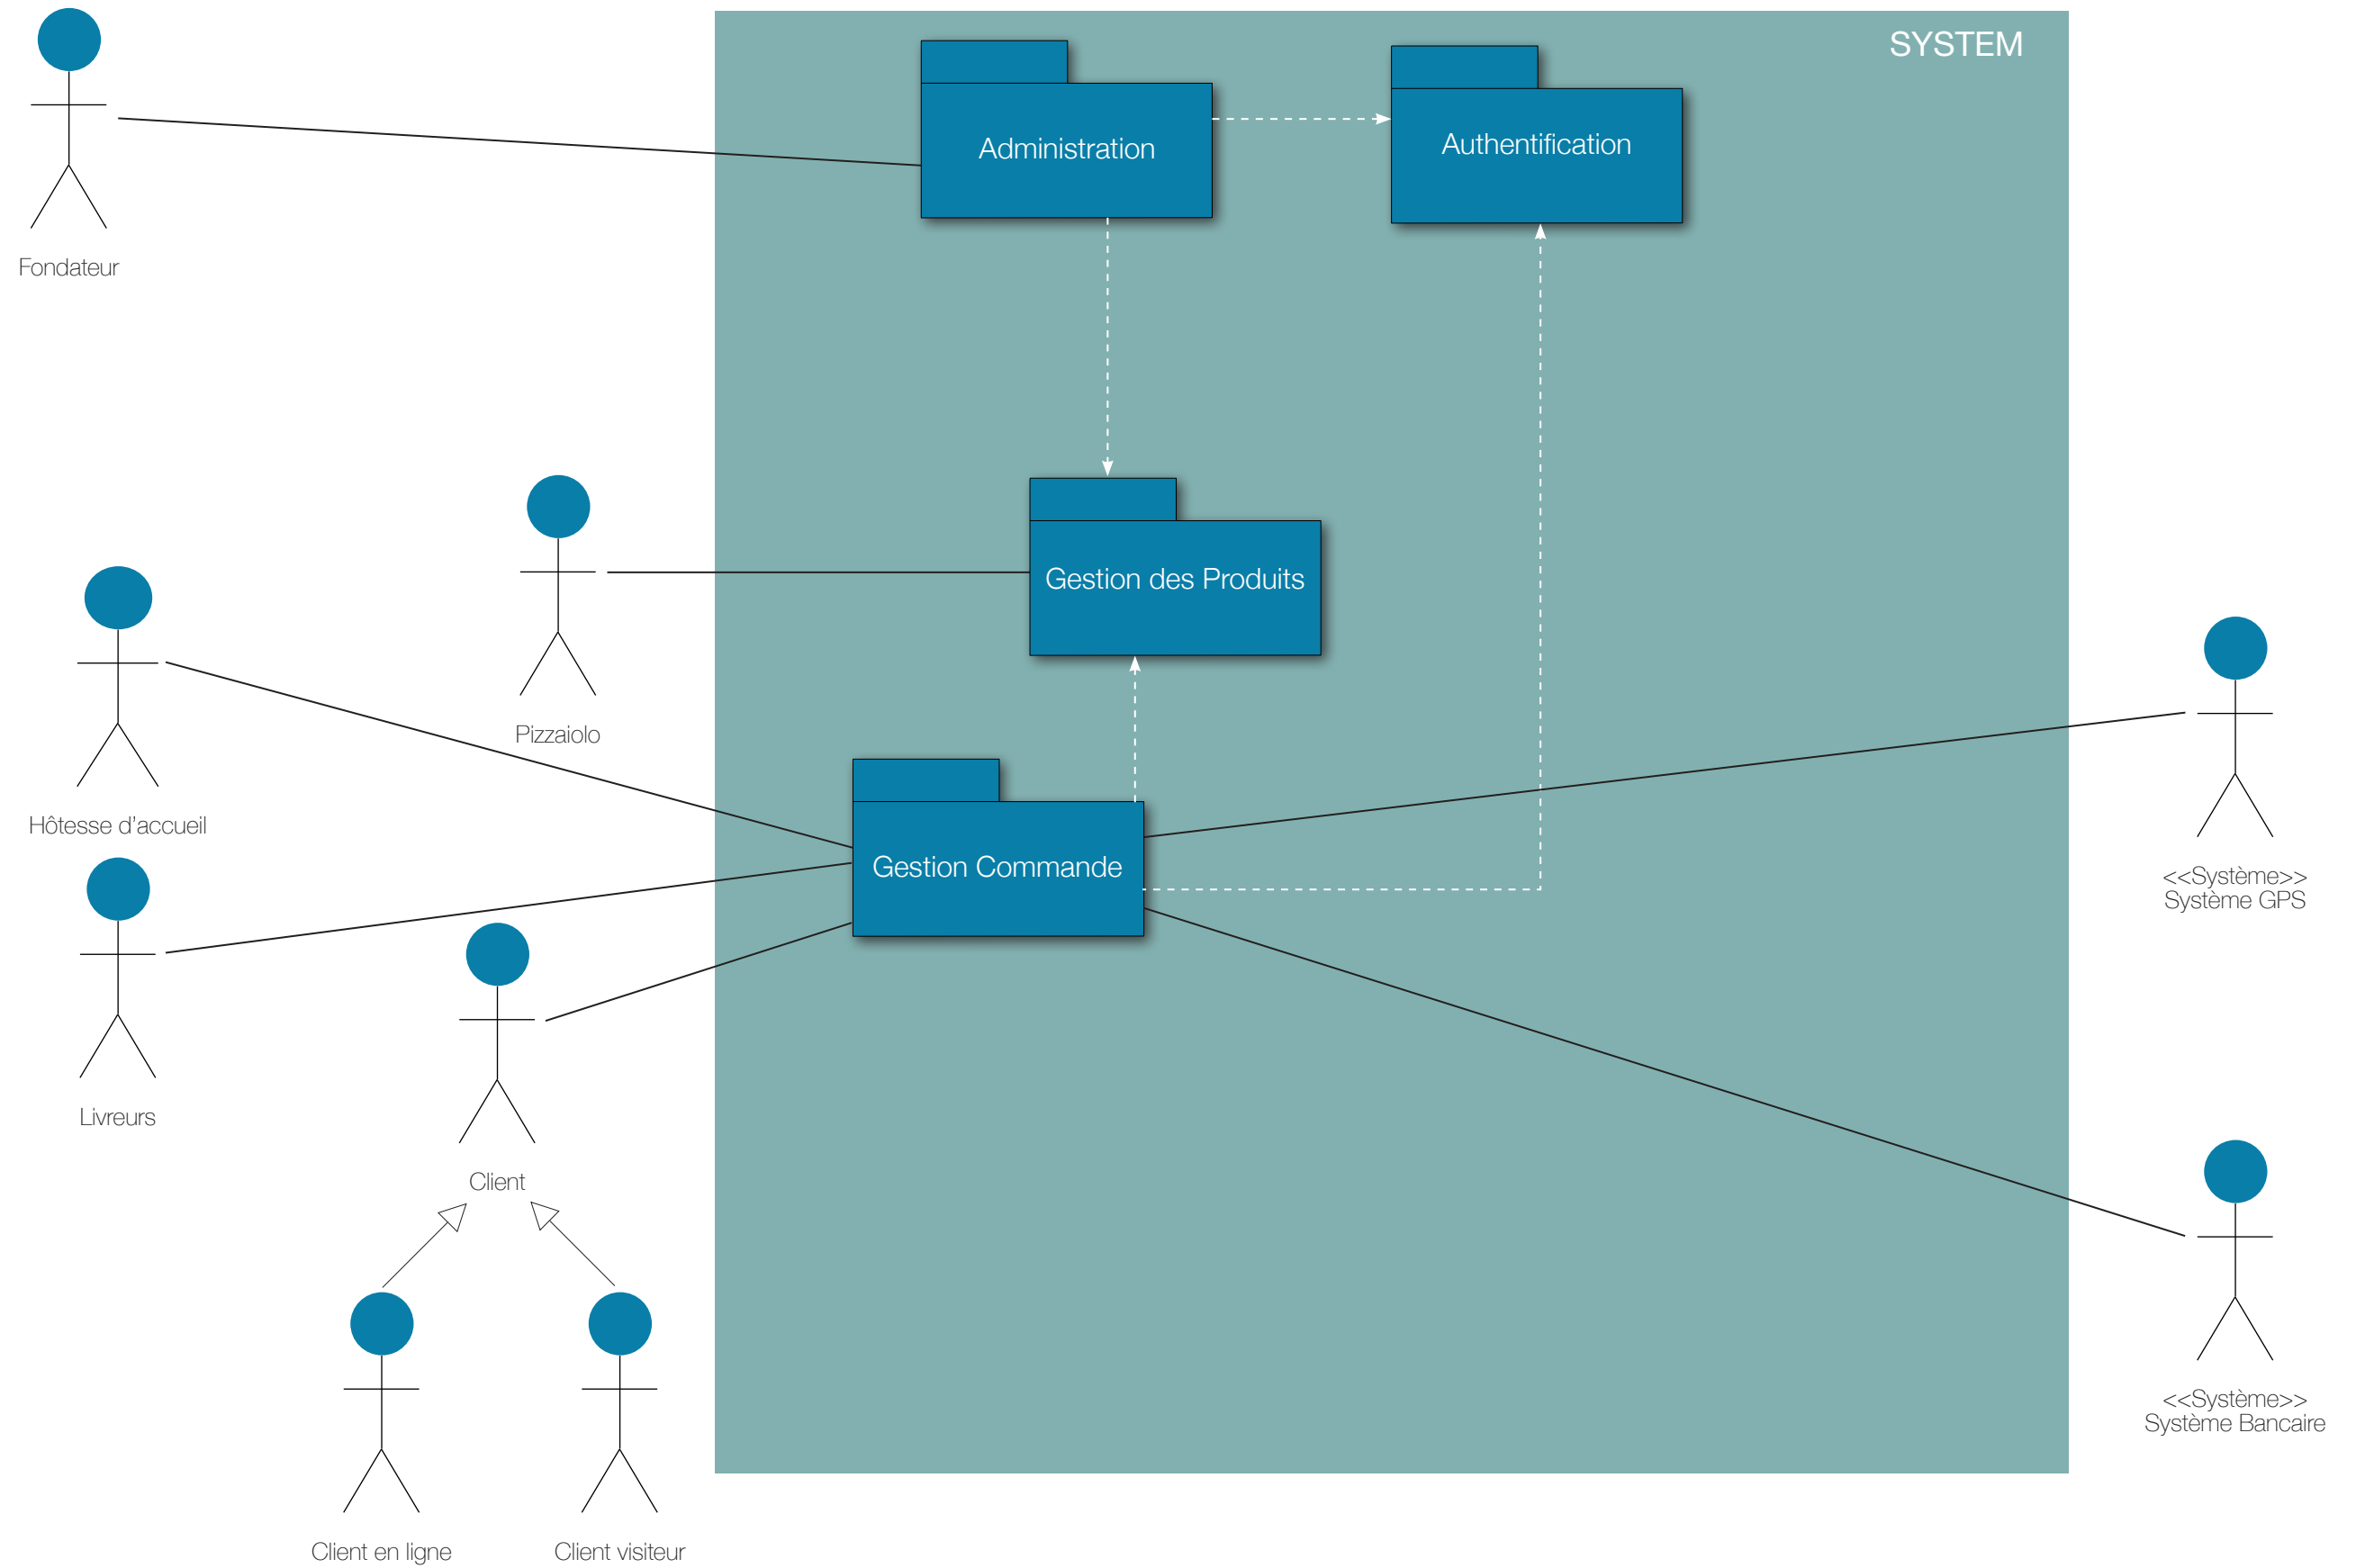 SYSTEM
Administration
Authentification
Fondateur
Gestion des Produits
Pizzaiolo
Hôtesse d'accueil
Gestion Commande
<<Système>>
Système GPS
Livreurs
Client
<<Système>>
Système Bancaire
Client en ligne
Client visiteur